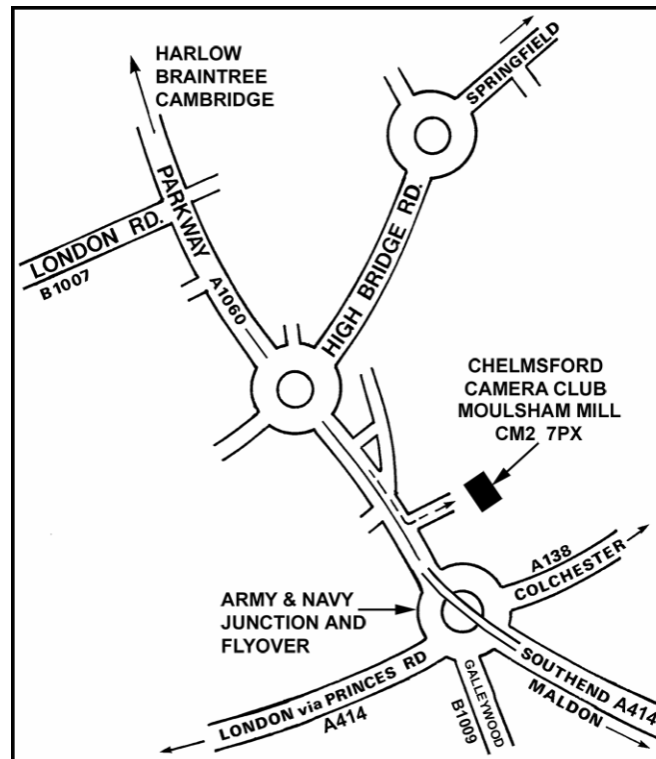 HARLOW
BRAINTREE
CAMBRIDGE
SPRINGFIELD
PARKWAY
LONDON RD.
B1007
A1060
HIGH BRIDGE RD.
CHELMSFORD
CAMERA CLUB
MOULSHAM MILL
CM2 7PX
A138
COLCHESTER
ARMY & NAVY
JUNCTION AND
FLYOVER
LONDON via PRINCES RD
A414
GALLEYWOOD
B1009
SOUTHEND A414
MALDON